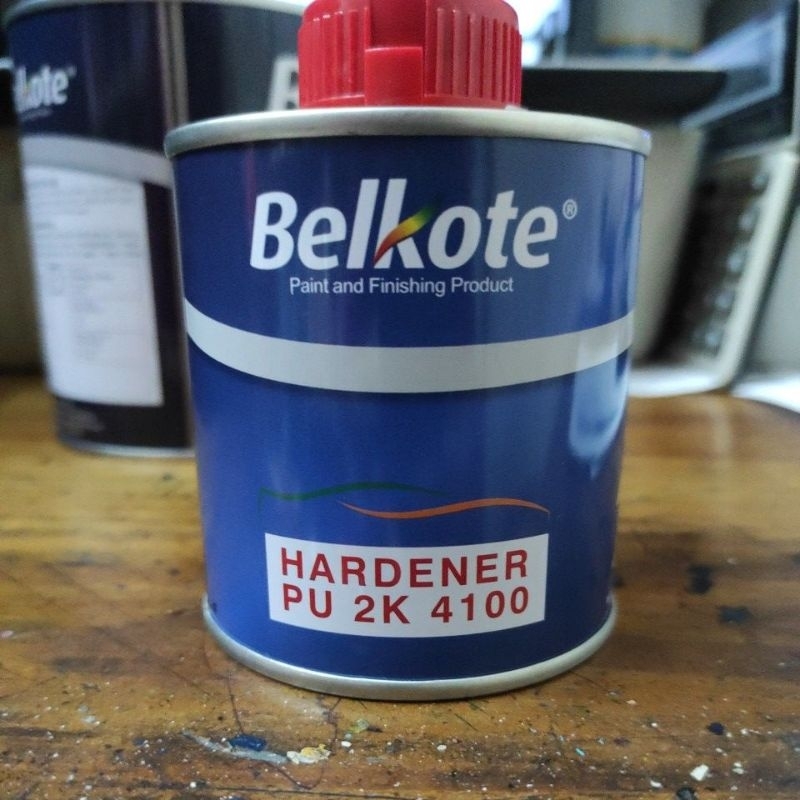 Belkote®
Paint and Finishing Product
HARDENER
PU 2K 4100